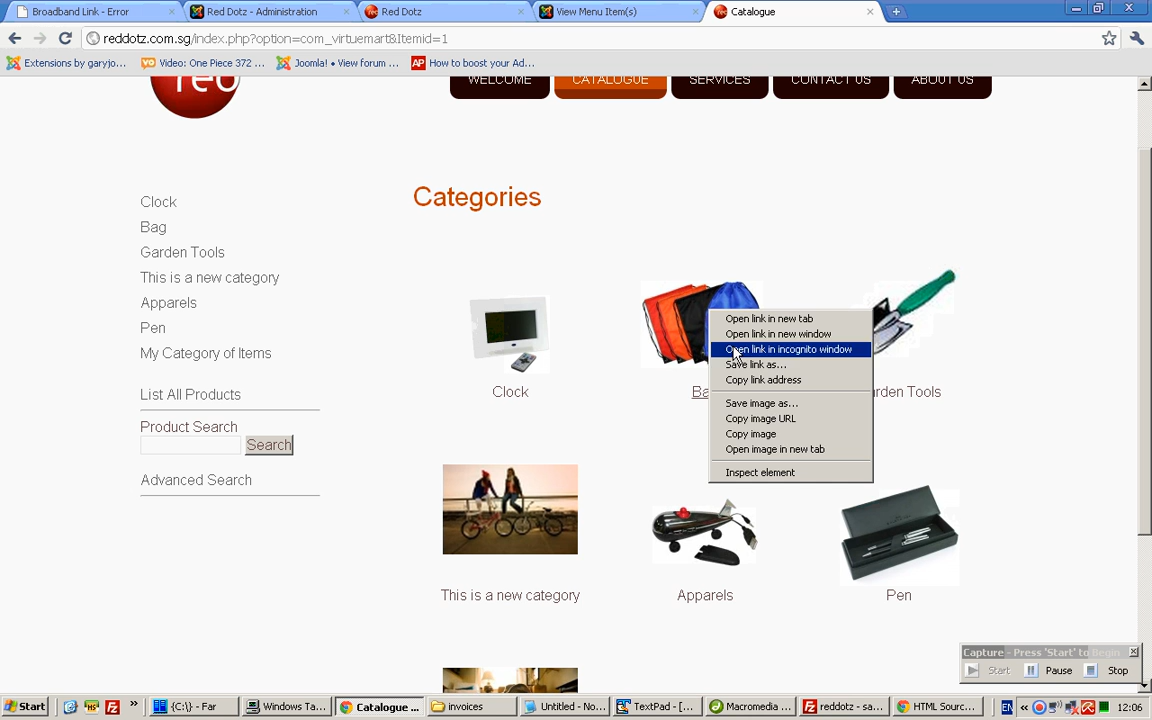 Broadband Link - Error
Red Dotz - Administration
Red Dotz
View Menu Item(s)
Catalogue
reddotz.com.sg/index.php?option=com_virtuemart&Itemid=1
Extensions by garyjo...
Video: One Piece 372 ...
Joomla! • View forum ...
AP
How to boost your Ad...
red
WELCOME
CATALOGUE
SERVICES
CONTACT US
ABOUT US
Categories
Clock
Bag
Garden Tools
This is a new category
Apparels
Pen
My Category of Items
List All Products
Product Search
Search
Advanced Search
Clock
Ba
rden Tools
Open link in new tab
Open link in new window
Open link in incognito window
Save link as...
Copy link address
Save image as...
Copy image URL
Copy image
Open image in new tab
Inspect element
This is a new category
Apparels
Pen
Capture - Press 'Start' to Begin
Start
Pause
Stop
Start
{C:\} - Far
Windows Ta...
Catalogue ...
invoices
Untitled - No...
TextPad - [...
Macromedia ...
reddotz - sa...
HTML Sourc...
EN
12:06